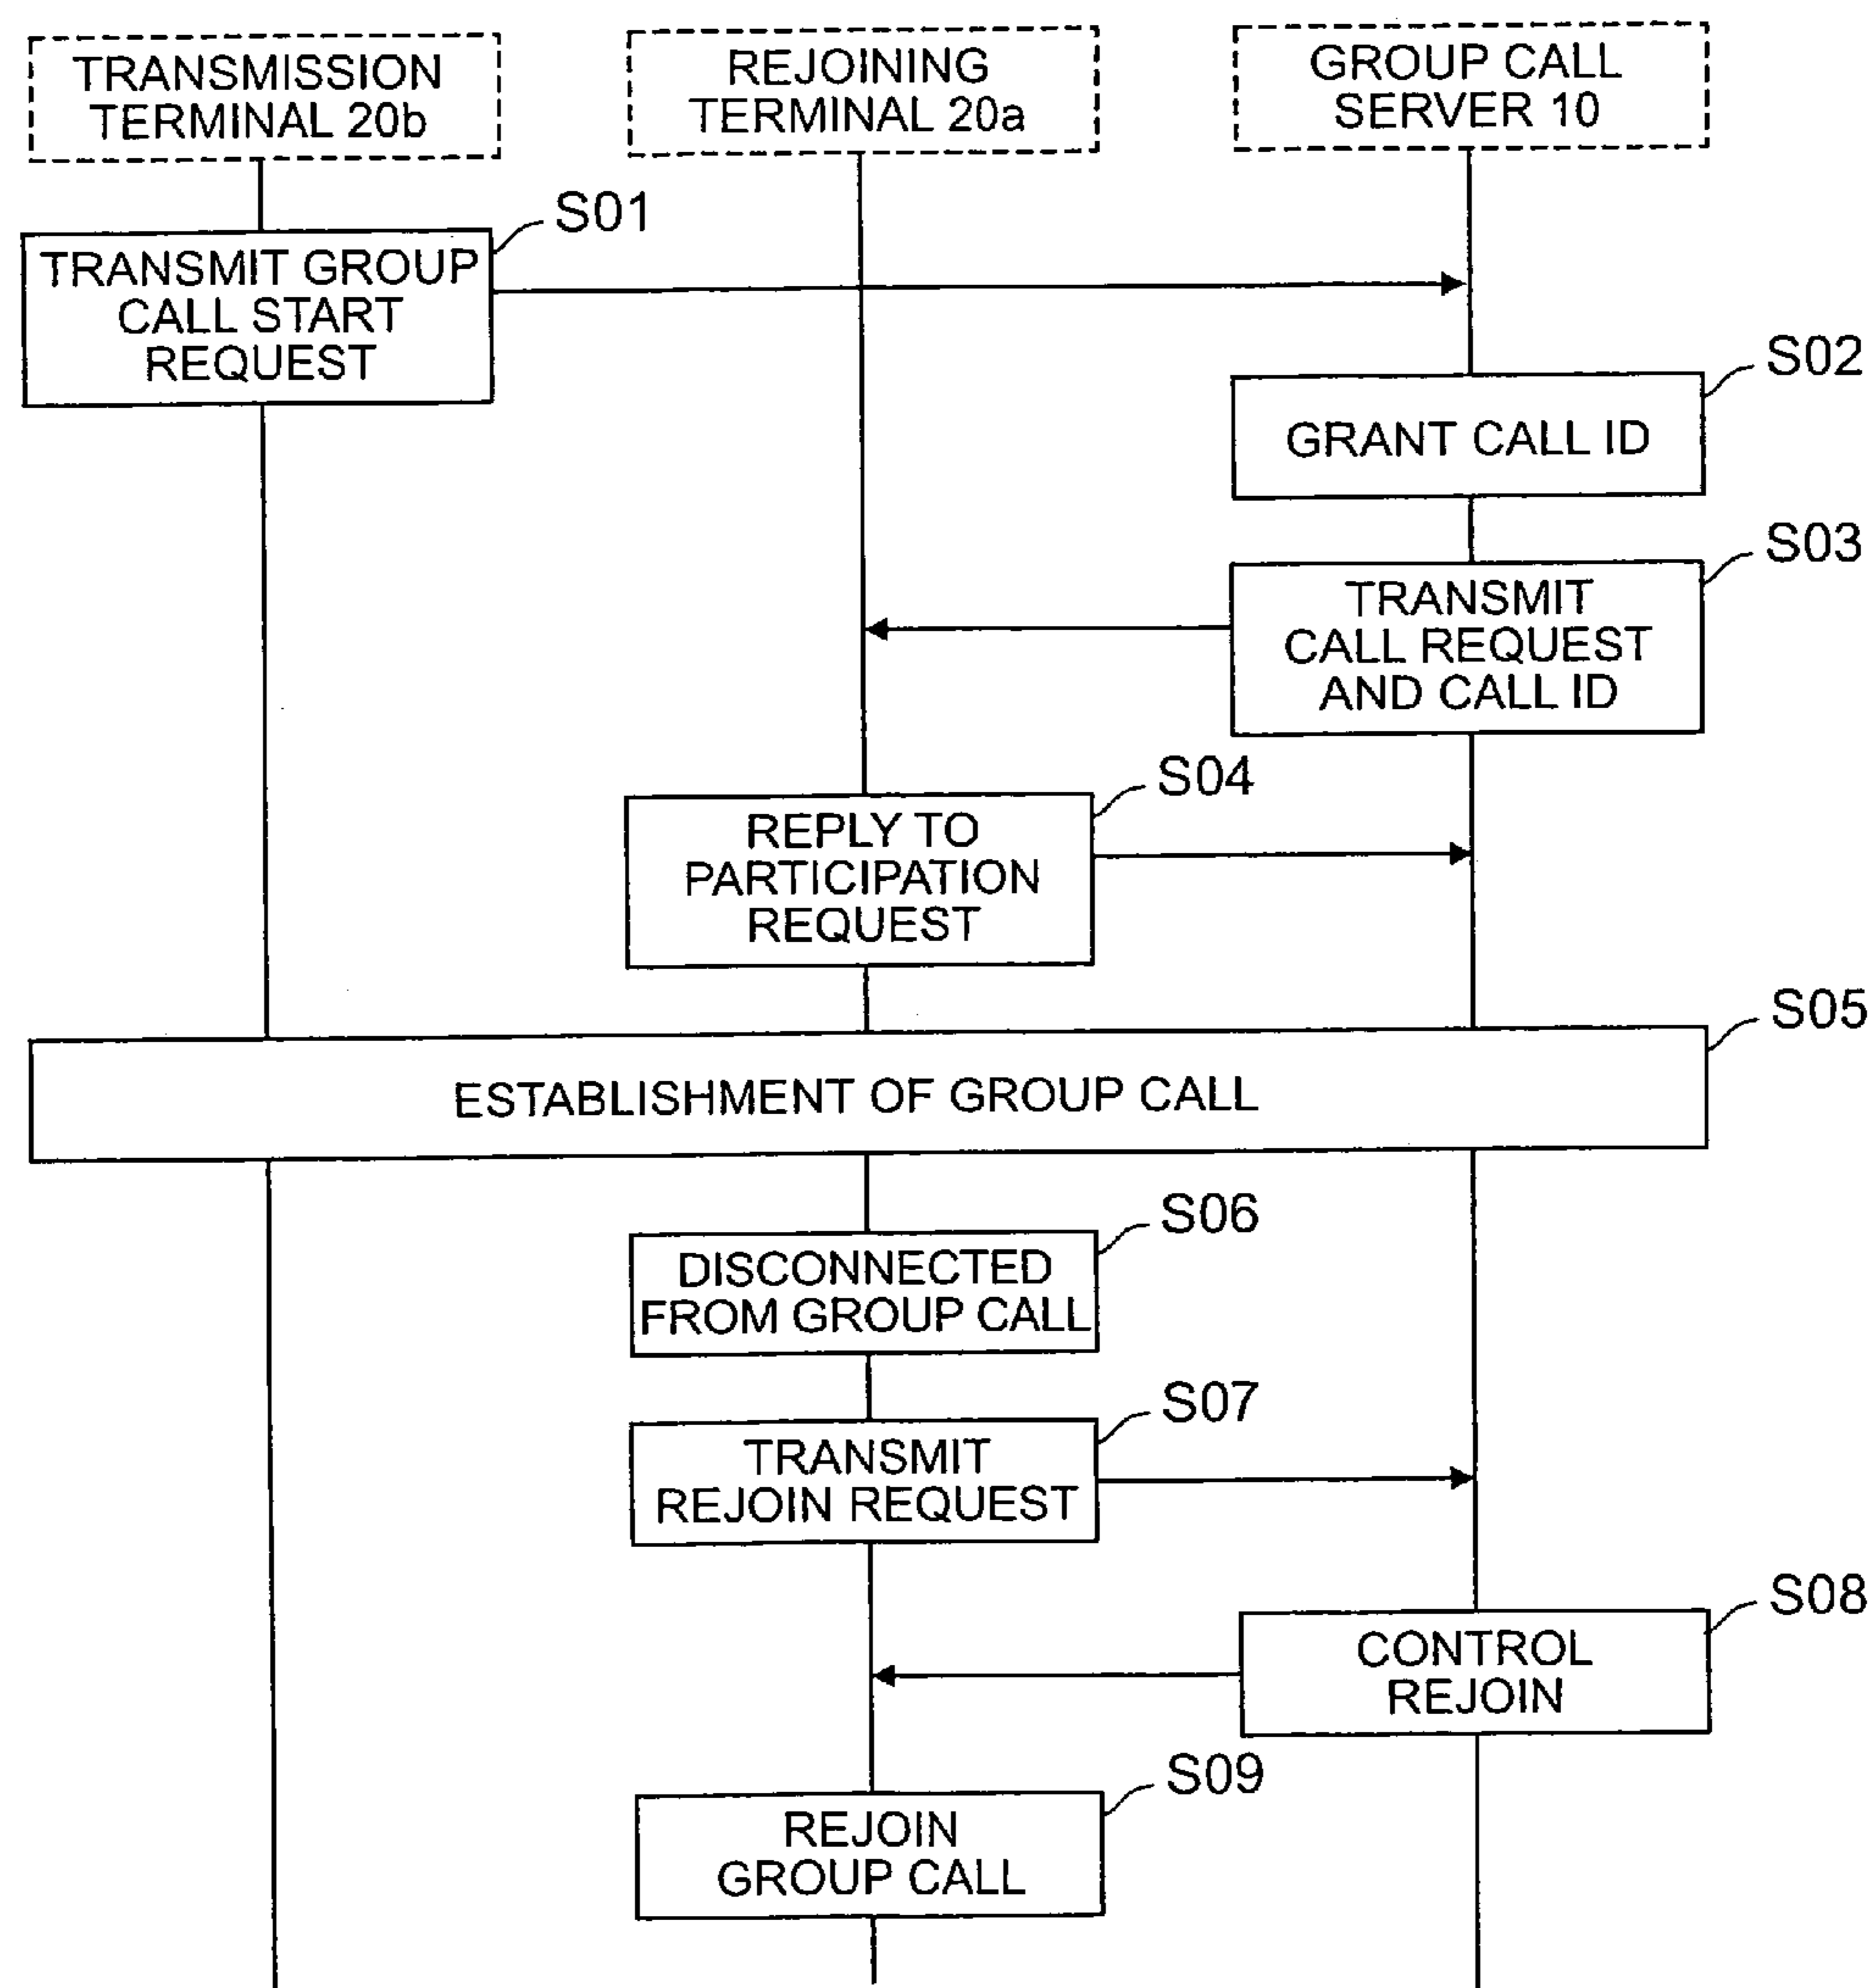 TRANSMISSION
TERMINAL 20b
REJOINING
TERMINAL 20a
GROUP CALL
SERVER 10
S01
TRANSMIT GROUP
CALL START
REQUEST
S02
GRANT CALL ID
S03
TRANSMIT
CALL REQUEST
AND CALL ID
S04
REPLY TO
PARTICIPATION
REQUEST
S05
ESTABLISHMENT OF GROUP CALL
S06
DISCONNECTED
FROM GROUP CALL
S07
TRANSMIT
REJOIN REQUEST
S08
CONTROL
REJOIN
S09
REJOIN
GROUP CALL